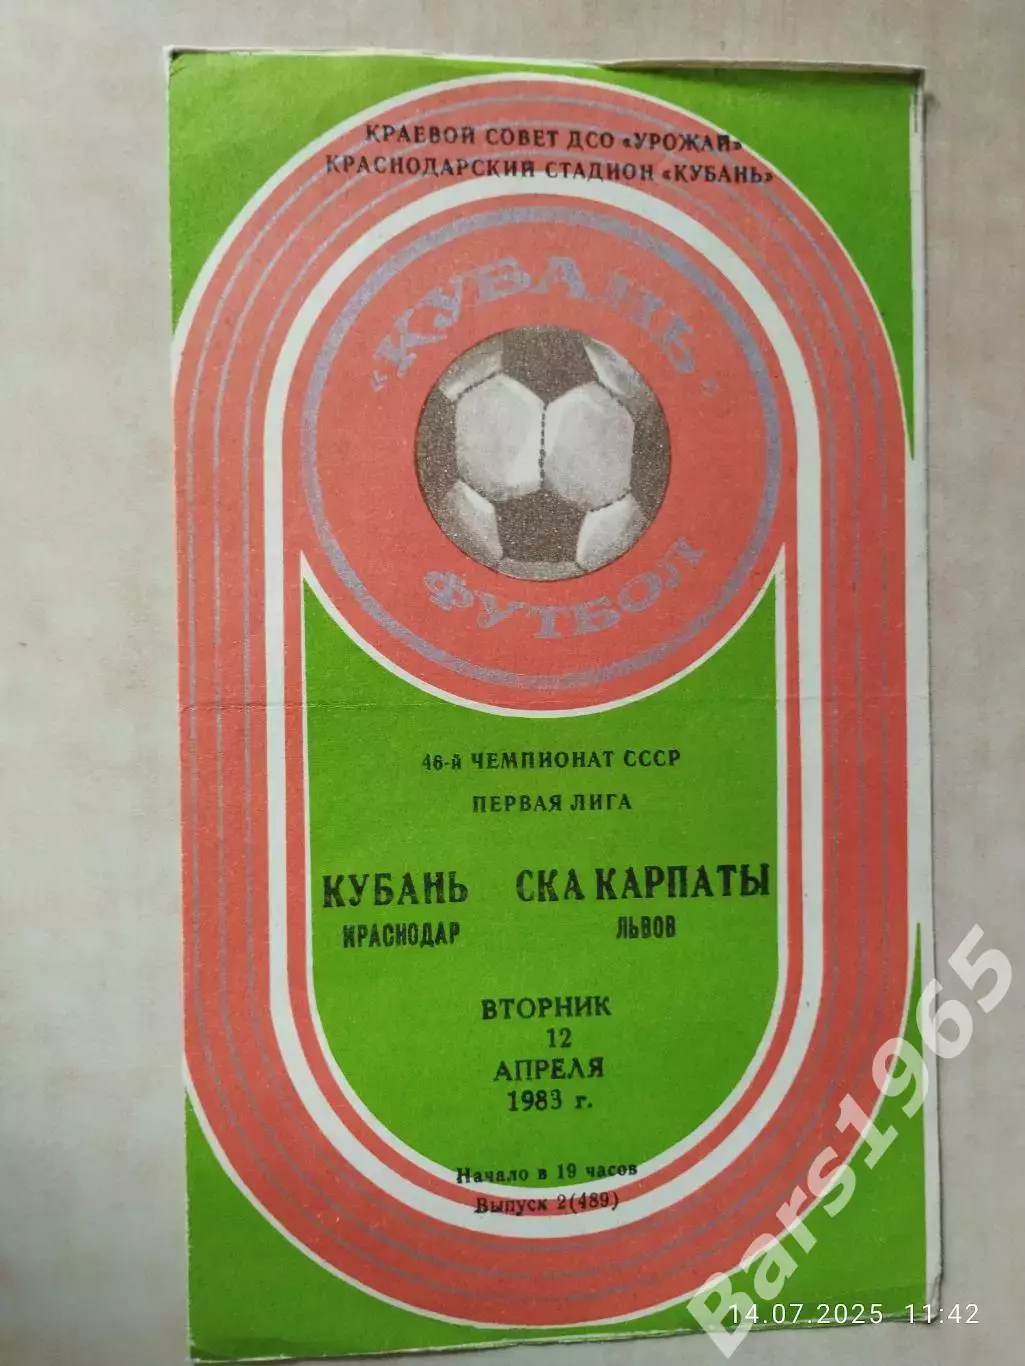 КРАЕВОЙ СОВЕТ ДСО «УРОЖАЙ»
КРАСНОДАРСКИЙ СТАДИОН «КУБАНЬ»
"КУБАНЬ"
ФУТБОЛ
46-й ЧЕМПИОНАТ СССР
ПЕРВАЯ ЛИГА
КУБАНЬ СКА КАРПАТЫ
КРАСНОДАР ЛЬВОВ
ВТОРНИК
12
АПРЕЛЯ
1983 г.
Начало в 19 часов
Выпуск 2(489)
Bars1965
14.07.2025 11:42